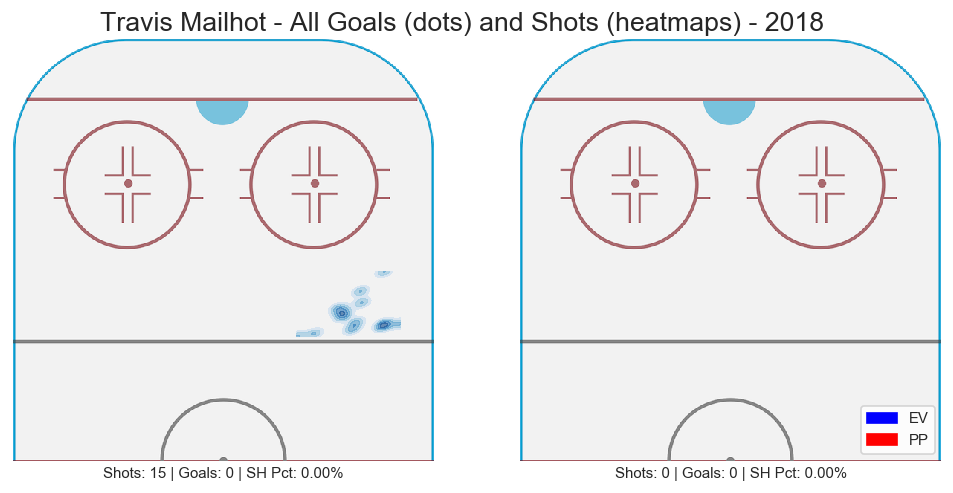 Travis Mailhot - All Goals (dots) and Shots (heatmaps) - 2018
EV
PP
Shots: 15 | Goals: 0 | SH Pct: 0.00%
Shots: 0 | Goals: 0 | SH Pct: 0.00%